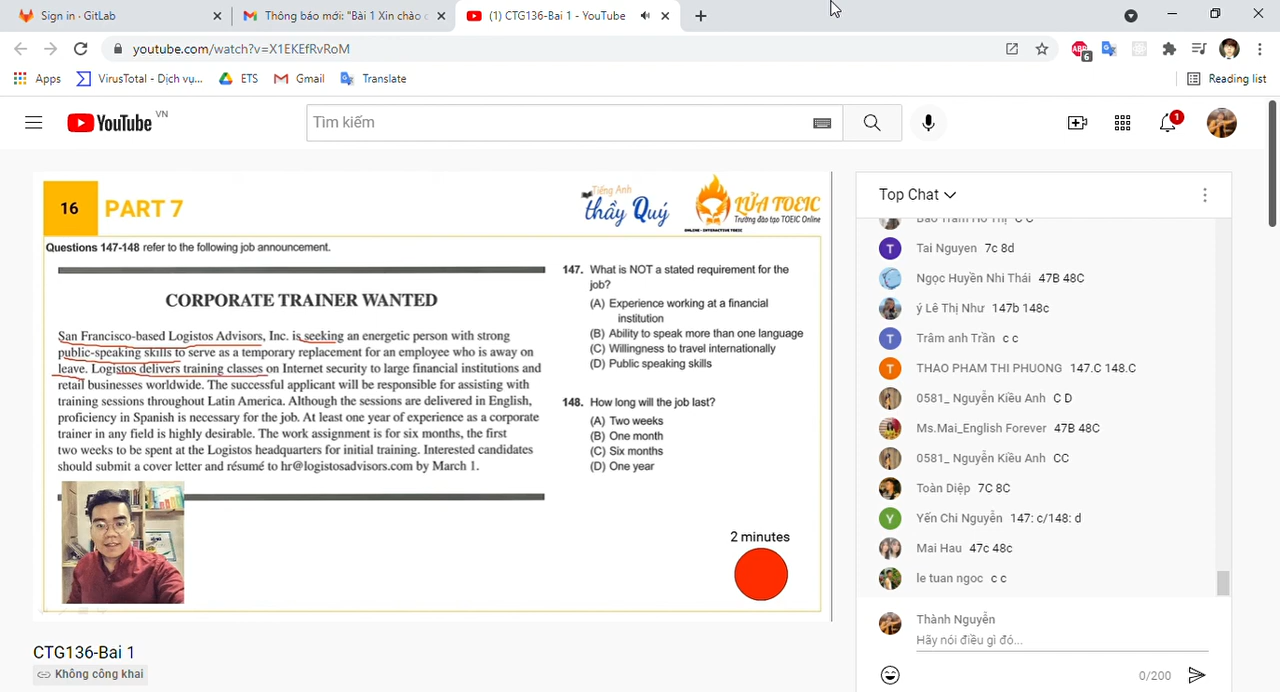 Sign in · GitLab
Thông báo mới: "Bài 1 Xin chào c
(1) CTG136-Bai 1 - YouTube
youtube.com/watch?v=X1EKEfRvRoM
ABP
6
Apps
VirusTotal - Dịch vụ...
ETS
Gmail
Translate
Reading list
YouTube VN
Tìm kiếm
1
16
PART 7
Tiếng Anh
thầy Quý
LỬA TOEIC
Trường đào tạo TOEIC Online
ONLINE - INTERACTIVE TOEIC
Questions 147-148 refer to the following job announcement.
CORPORATE TRAINER WANTED
San Francisco-based Logistos Advisors, Inc. is seeking an energetic person with strong
public-speaking skills to serve as a temporary replacement for an employee who is away on
leave. Logistos delivers training classes on Internet security to large financial institutions and
retail businesses worldwide. The successful applicant will be responsible for assisting with
training sessions throughout Latin America. Although the sessions are delivered in English,
proficiency in Spanish is necessary for the job. At least one year of experience as a corporate
trainer in any field is highly desirable. The work assignment is for six months, the first
two weeks to be spent at the Logistos headquarters for initial training. Interested candidates
should submit a cover letter and résumé to hr@logistosadvisors.com by March 1.
147. What is NOT a stated requirement for the
job?
(A) Experience working at a financial
institution
(B) Ability to speak more than one language
(C) Willingness to travel internationally
(D) Public speaking skills
148. How long will the job last?
(A) Two weeks
(B) One month
(C) Six months
(D) One year
2 minutes
CTG136-Bai 1
Không công khai
Top Chat
Bảo Trâm Hồ Thị C C
T Tai Nguyen 7c 8d
Ngọc Huyền Nhi Thái 47B 48C
ý Lê Thị Như 147b 148c
T Trâm anh Trần c c
T THAO PHAM THI PHUONG 147.C 148.C
0581_ Nguyễn Kiều Anh C D
Ms.Mai_English Forever 47B 48C
0581_ Nguyễn Kiều Anh CC
Toàn Diệp 7C 8C
Y Yến Chi Nguyễn 147: c/148: d
Mai Hau 47c 48c
le tuan ngoc c c
Thành Nguyễn
Hãy nói điều gì đó...
0/200